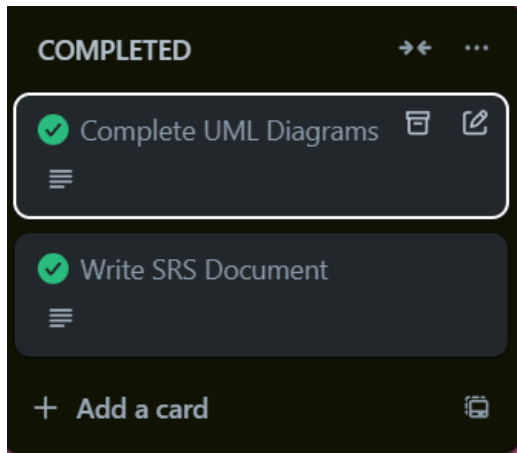 COMPLETED
Complete UML Diagrams
Write SRS Document
Add a card